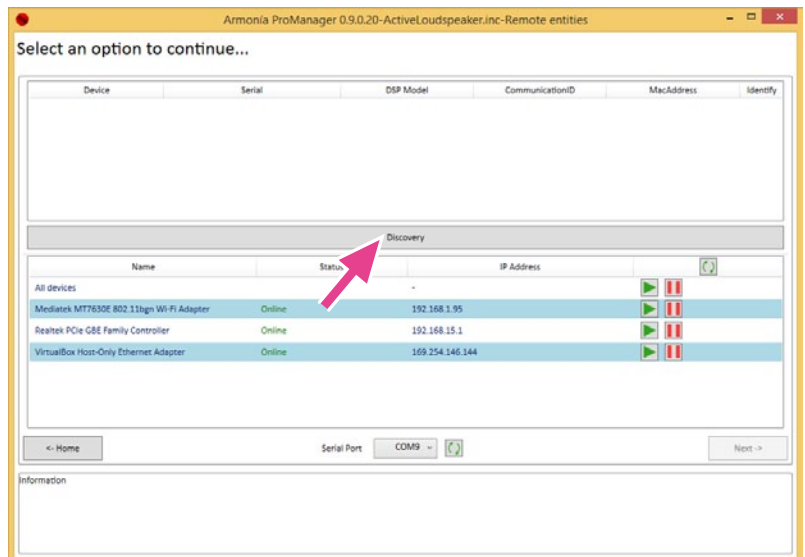 Armonía ProManager 0.9.0.20-ActiveLoudspeaker.inc-Remote entities
Select an option to continue...
Device Serial DSP Model CommunicationID MacAddress Identify
Discovery
Name Status IP Address
All devices -
Mediatek MT7630E 802.11bgn Wi-Fi Adapter Online 192.168.1.95
Realtek PCIe GBE Family Controller Online 192.168.15.1
VirtualBox Host-Only Ethernet Adapter Online 169.254.146.144
<- Home Serial Port COM9 Next ->
Information